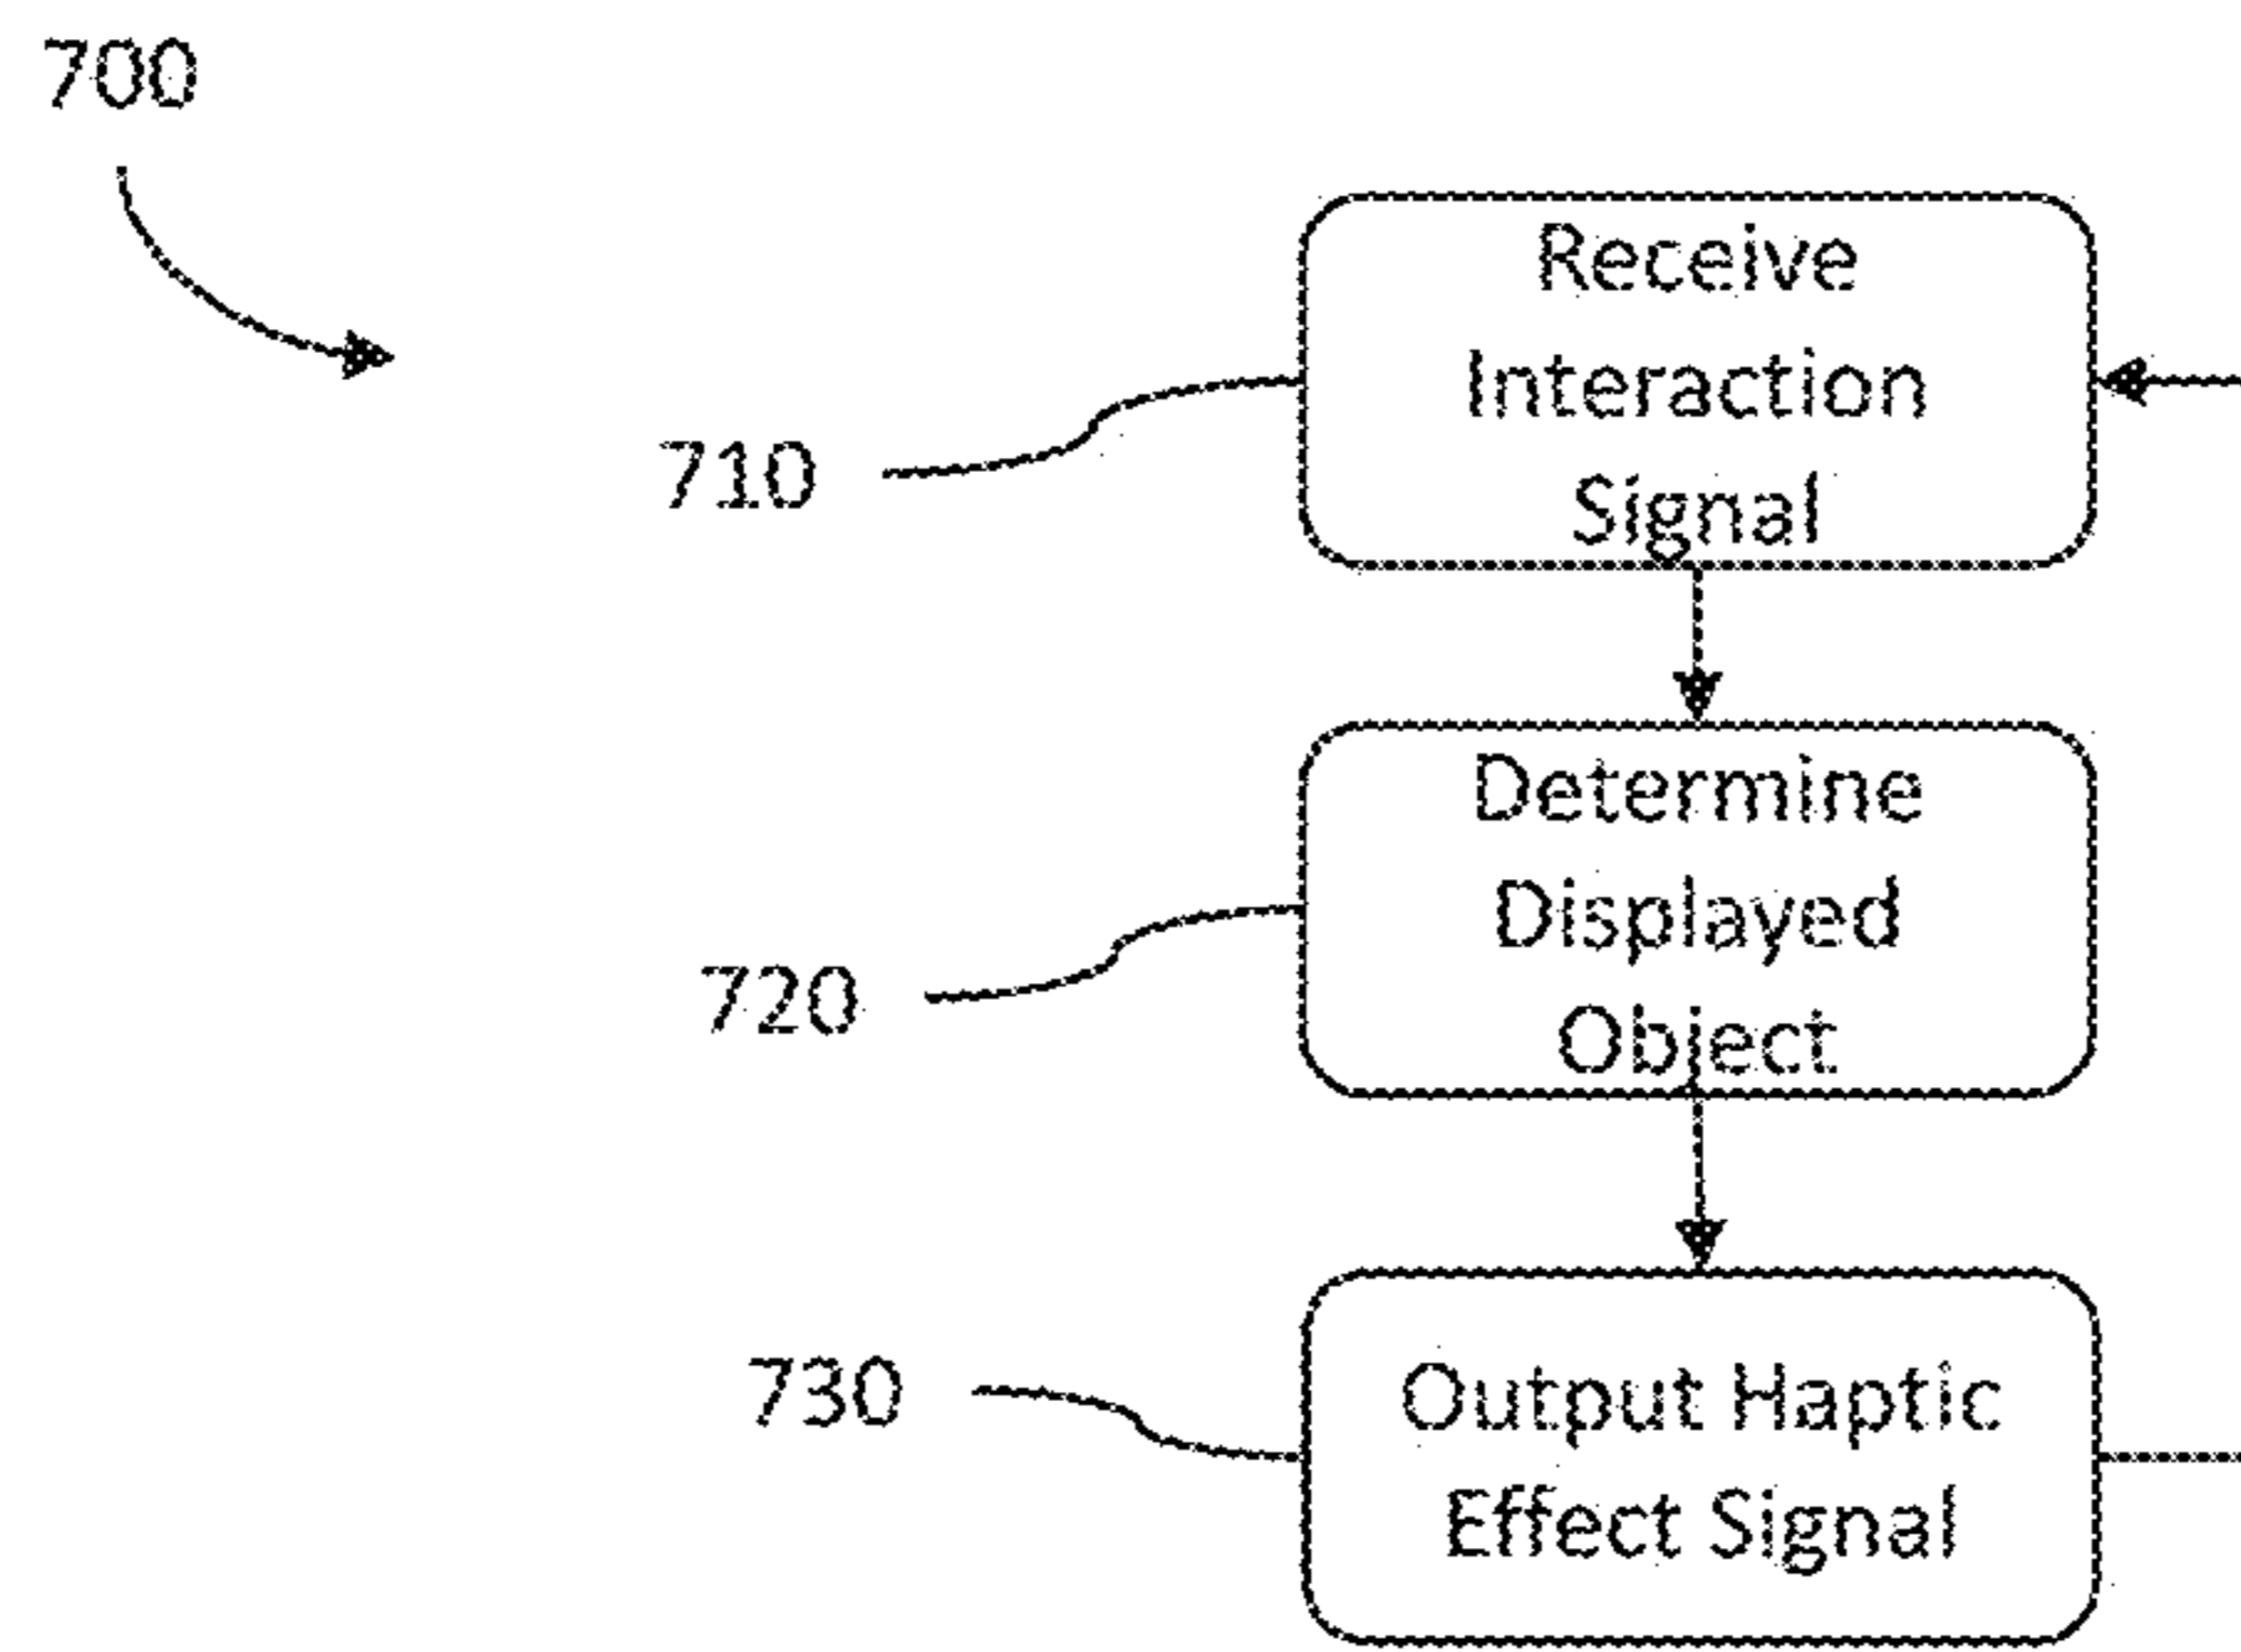 700
Receive
Interaction
Signal
710
Determine
Displayed
Object
720
730
Output Haptic
Effect Signal